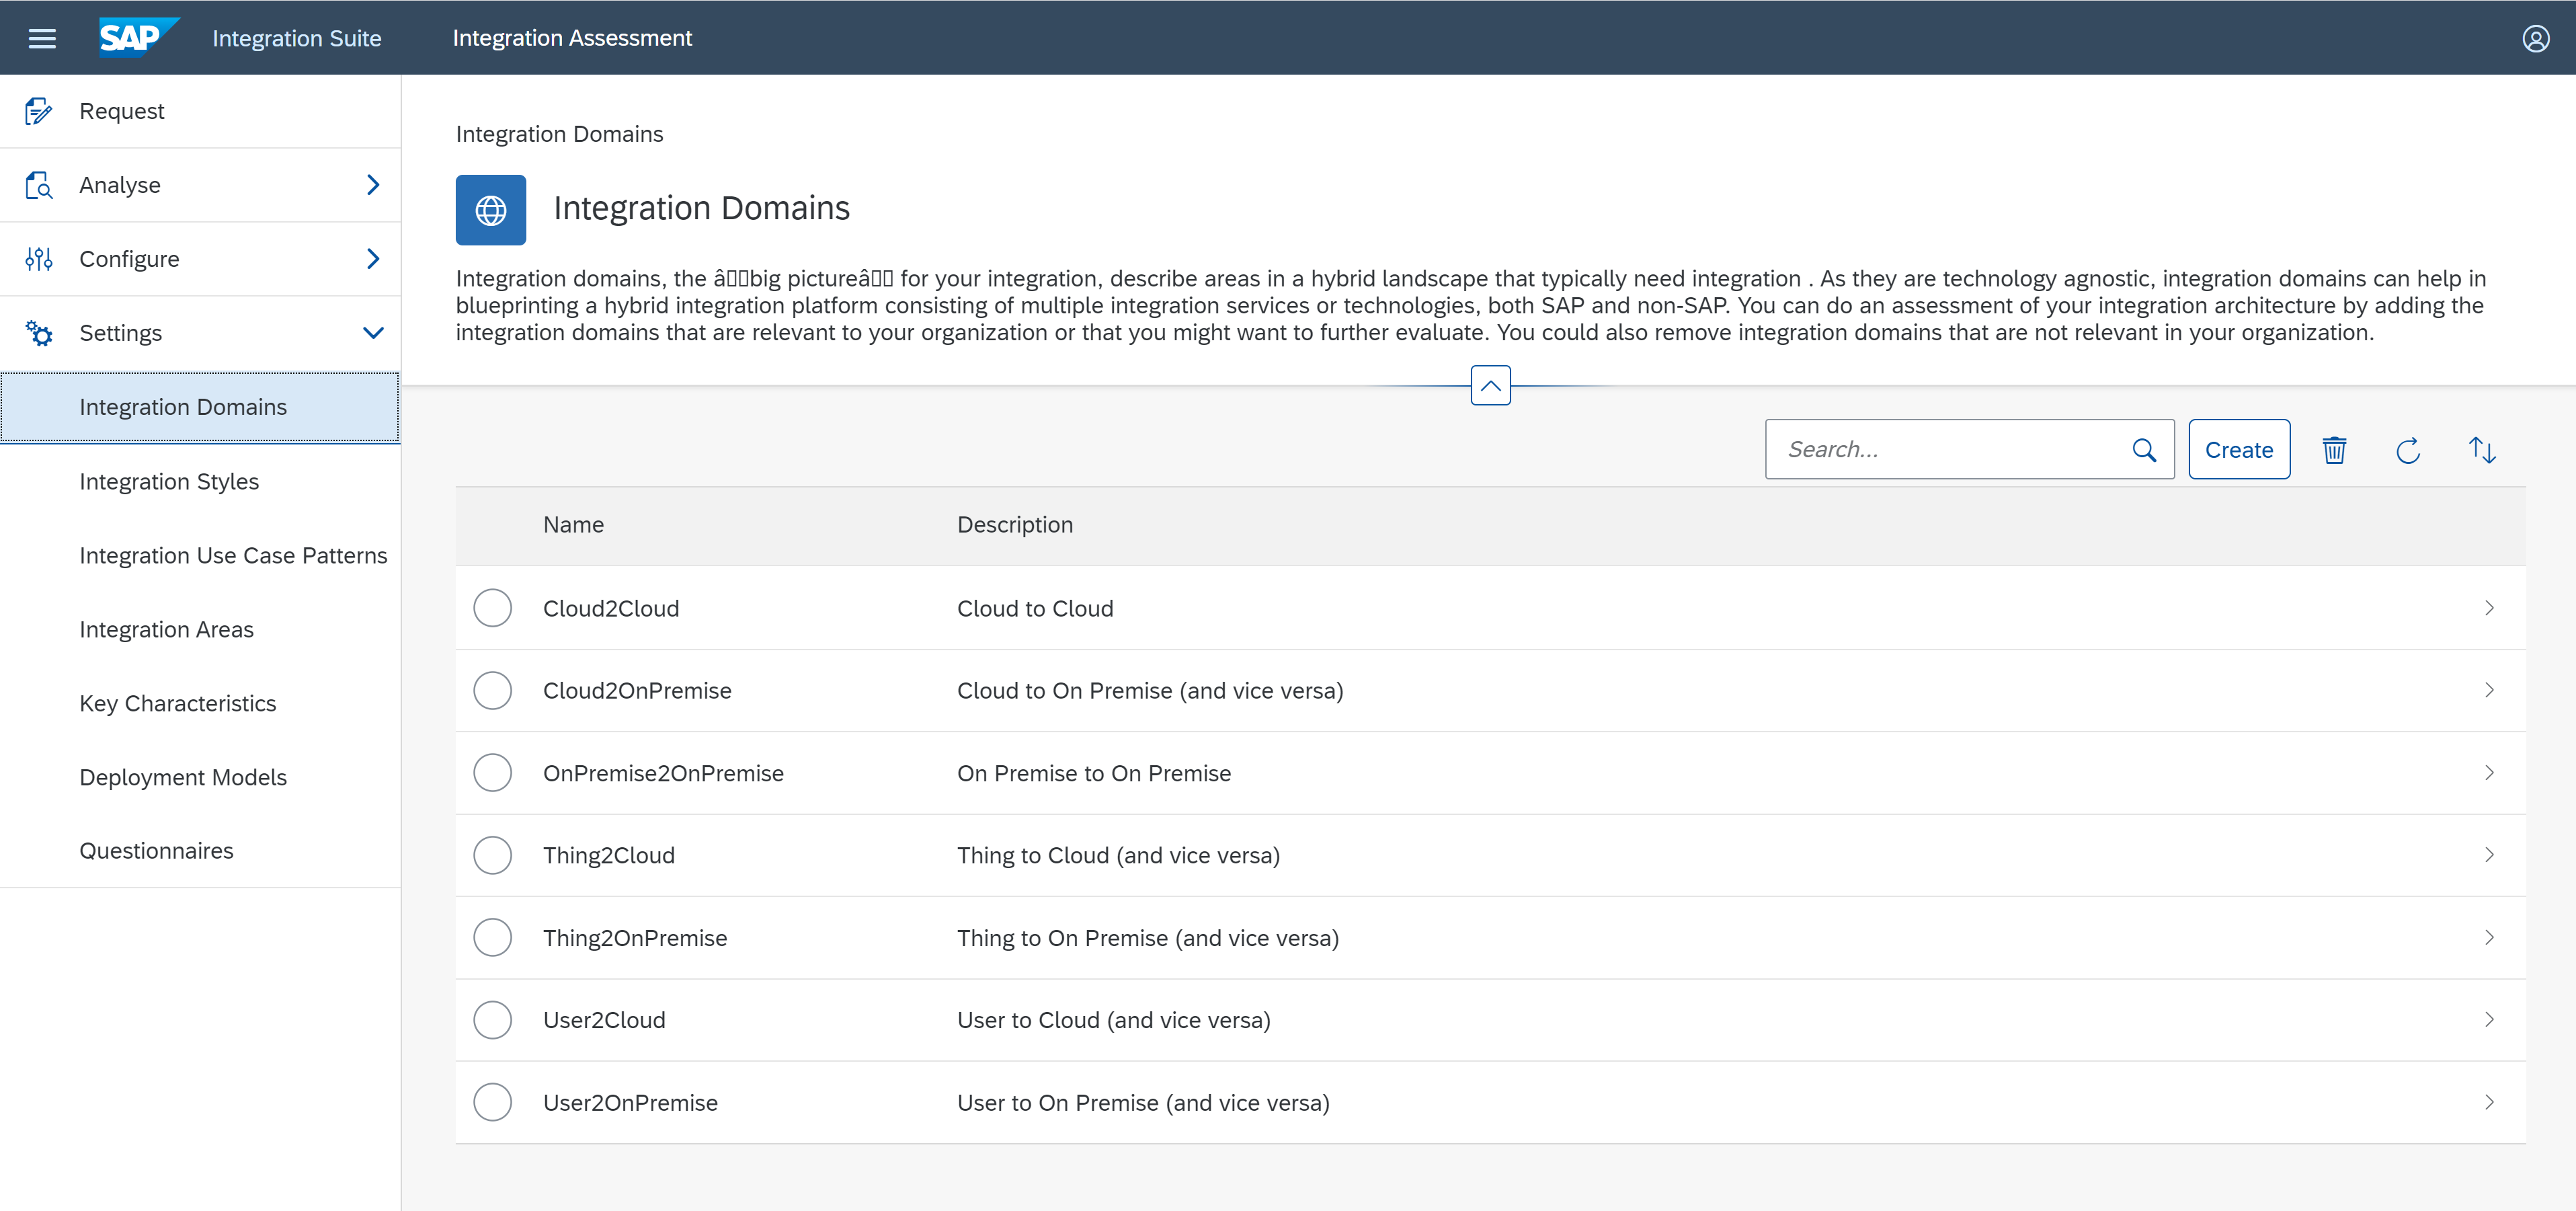 SAP Integration Suite Integration Assessment
Request
Analyse
Configure
Settings
Integration Domains
Integration Styles
Integration Use Case Patterns
Integration Areas
Key Characteristics
Deployment Models
Questionnaires
Integration Domains
Integration Domains
Integration domains, the â▯▯big pictureâ▯▯ for your integration, describe areas in a hybrid landscape that typically need integration . As they are technology agnostic, integration domains can help in
blueprinting a hybrid integration platform consisting of multiple integration services or technologies, both SAP and non-SAP. You can do an assessment of your integration architecture by adding the
integration domains that are relevant to your organization or that you might want to further evaluate. You could also remove integration domains that are not relevant in your organization.
Search... Create
Name Description
Cloud2Cloud Cloud to Cloud
Cloud2OnPremise Cloud to On Premise (and vice versa)
OnPremise2OnPremise On Premise to On Premise
Thing2Cloud Thing to Cloud (and vice versa)
Thing2OnPremise Thing to On Premise (and vice versa)
User2Cloud User to Cloud (and vice versa)
User2OnPremise User to On Premise (and vice versa)